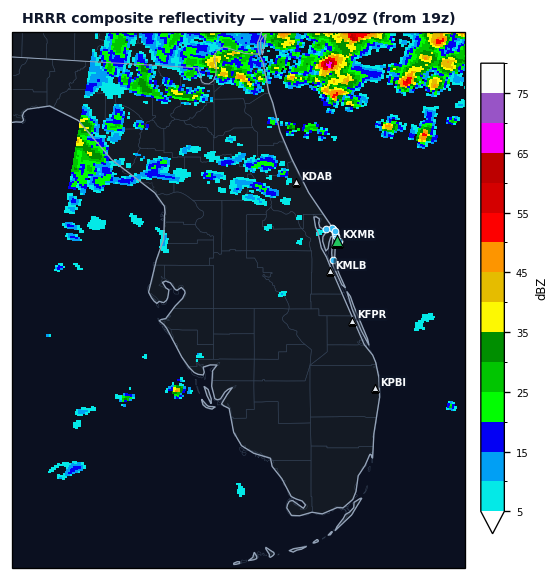 HRRR composite reflectivity — valid 21/09Z (from 19z)
KDAB
KXMR
KMLB
KFPR
KPBI
75
65
55
45
35
25
15
5
dBZ